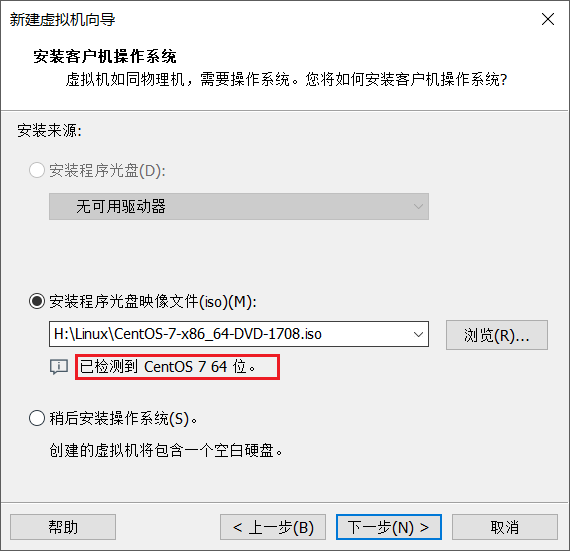 新建虚拟机向导
安装客户机操作系统
虚拟机如同物理机，需要操作系统。您将如何安装客户机操作系统?
安装来源:
安装程序光盘(D):
无可用驱动器
安装程序光盘映像文件(iso)(M):
H:\Linux\CentOS-7-x86_64-DVD-1708.iso
浏览(R)...
已检测到 CentOS 7 64 位。
稍后安装操作系统(S)。
创建的虚拟机将包含一个空白硬盘。
帮助
< 上一步(B)
下一步(N) >
取消